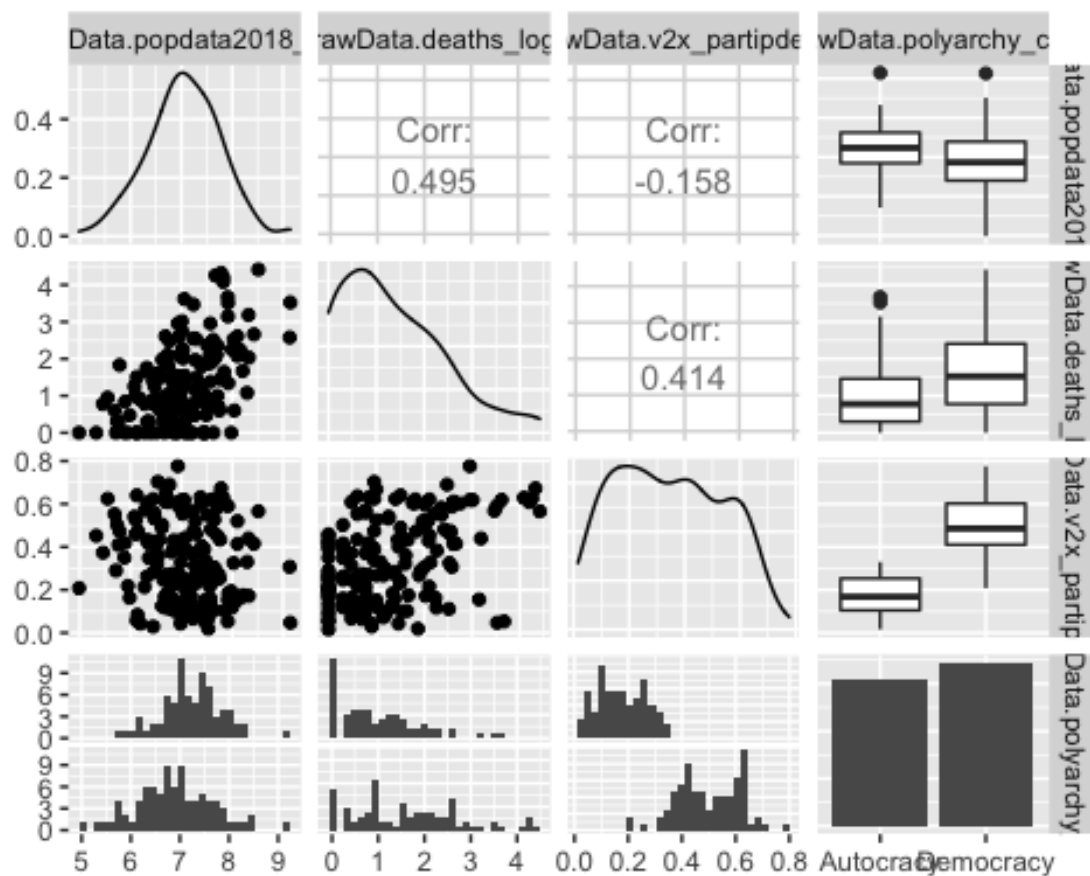 Data.popdata2018_ rawData.deaths_log wData.v2x_partipde wData.polyarchy_c
0.4
0.2
0.0
Corr:
0.495
Corr:
-0.158
ata.popdata201
4
3
2
1
0
Corr:
0.414
wData.deaths_l
0.8
0.6
0.4
0.2
0.0
Data.v2x_partip
9
6
3
0
9
6
3
0
Data.polyarchy
5 6 7 8 9 0 1 2 3 4 0.0 0.2 0.4 0.6 0.8 Autocracy Democracy